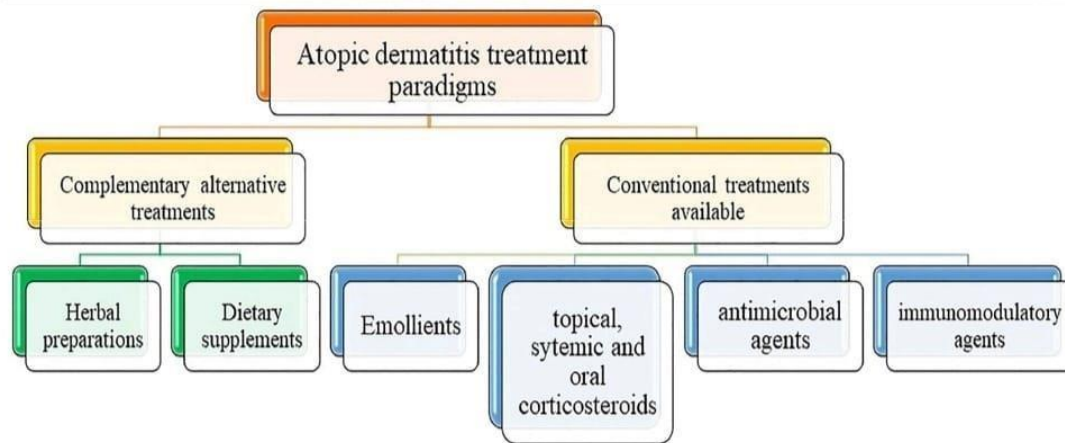 Atopic dermatitis treatment
paradigms
Complementary alternative
treatments
Conventional treatments
available
Herbal
preparations
Dietary
supplements
Emollients
topical,
sytemic and
oral
corticosteroids
antimicrobial
agents
immunomodulatory
agents